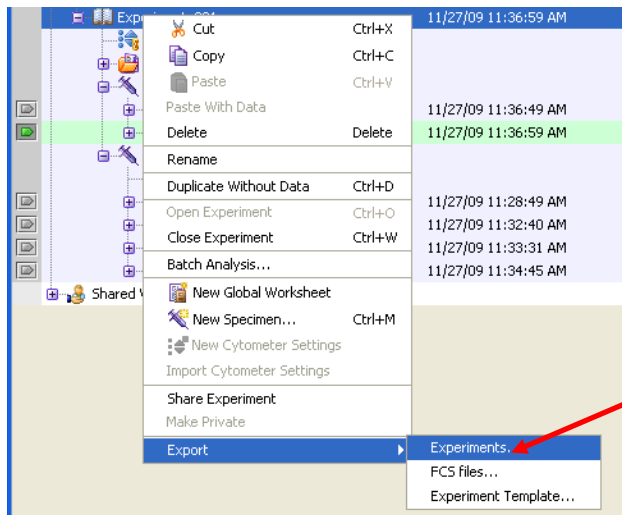 11/27/09 11:36:59 AM
Cut Ctrl+X
Copy Ctrl+C
Paste Ctrl+V
Paste With Data 11/27/09 11:36:49 AM
Delete Delete 11/27/09 11:36:59 AM
Rename
Duplicate Without Data Ctrl+D
11/27/09 11:28:49 AM
Open Experiment Ctrl+O
11/27/09 11:32:40 AM
Close Experiment Ctrl+W
11/27/09 11:33:31 AM
Batch Analysis... 11/27/09 11:34:45 AM
Shared New Global Worksheet
New Specimen... Ctrl+M
New Cytometer Settings
Import Cytometer Settings
Share Experiment
Make Private
Export Experiments...
FCS files...
Experiment Template...